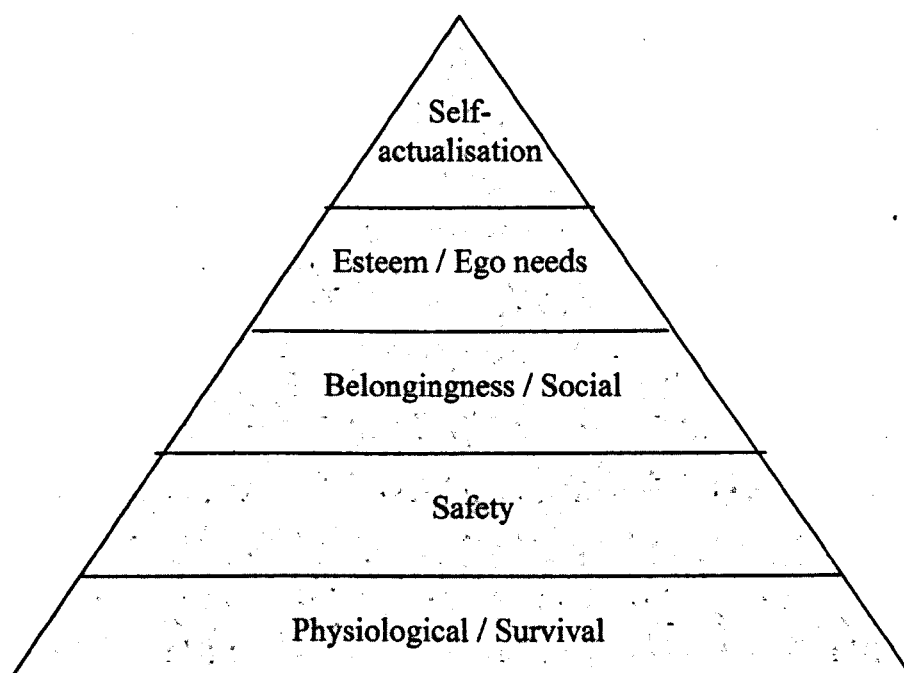 Self-
actualisation
Esteem / Ego needs
Belongingness / Social
Safety
Physiological / Survival